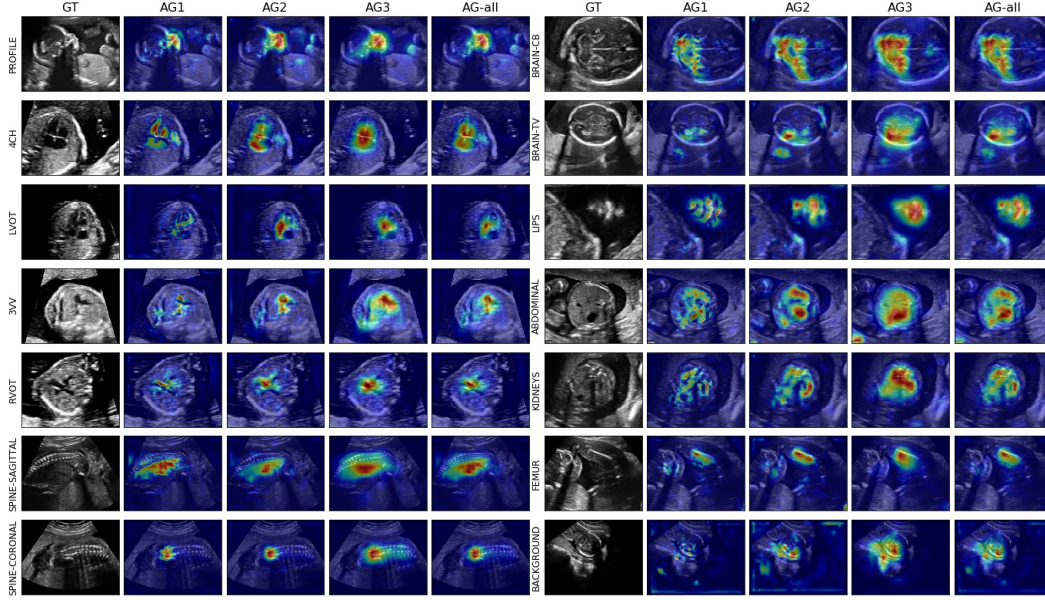 GT AG1 AG2 AG3 AG-all GT AG1 AG2 AG3 AG-all
PROFILE BRAIN-CB
4CH BRAIN-TV
LVOT LIPS
3VV ABDOMINAL
RVOT KIDNEYS
SPINE-SAGITTAL FEMUR
SPINE-CORONAL BACKGROUND